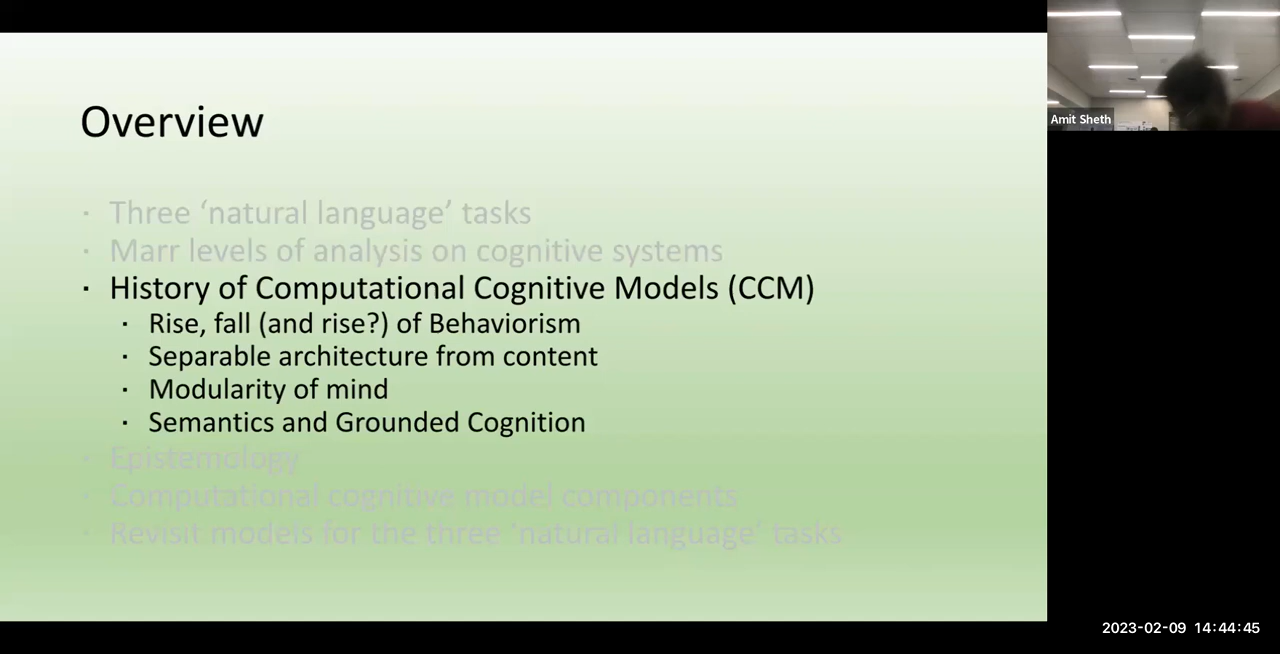 Overview
· Three ‘natural language’ tasks
· Marr levels of analysis on cognitive systems
· History of Computational Cognitive Models (CCM)
· Rise, fall (and rise?) of Behaviorism
· Separable architecture from content
· Modularity of mind
· Semantics and Grounded Cognition
· Epistemology
· Computational cognitive model components
· Revisit models for the three ‘natural language’ tasks
Amit Sheth
2023-02-09 14:44:45